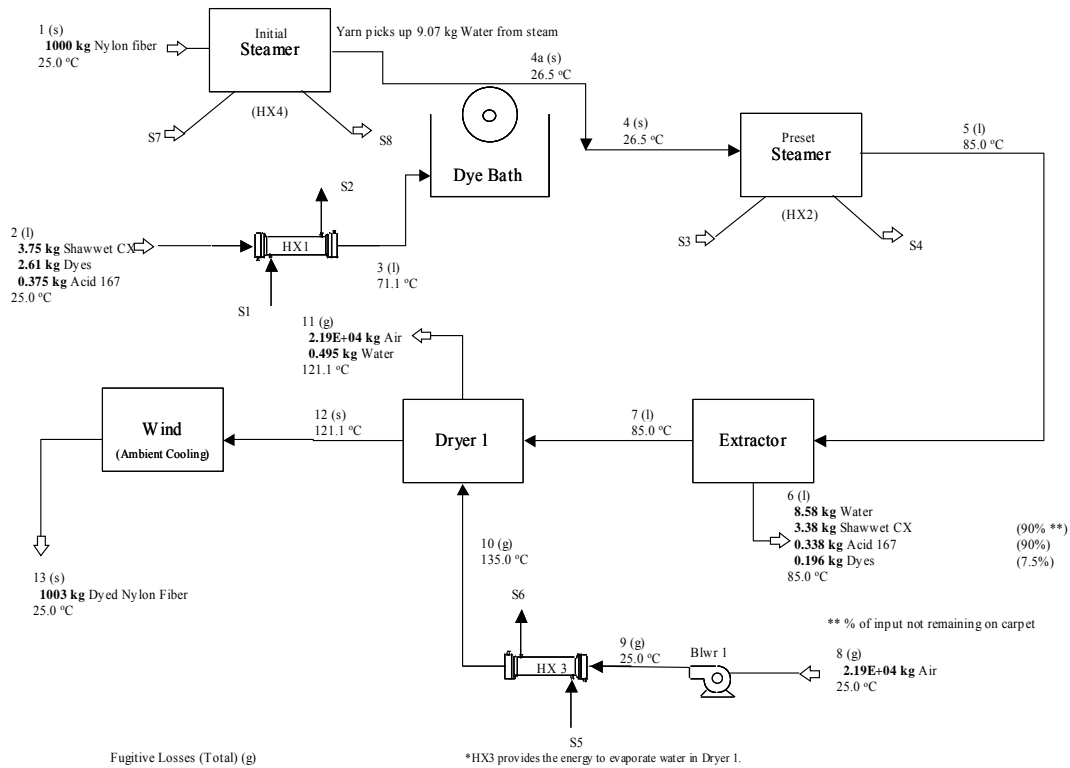 1 (s)
1000 kg Nylon fiber
25.0 °C
Initial
Steamer
(HX4)
S7
S8
Yarn picks up 9.07 kg Water from steam
4a (s)
26.5 °C
Dye Bath
4 (s)
26.5 °C
Preset
Steamer
(HX2)
S3
S4
5 (l)
85.0 °C
2 (l)
3.75 kg Shawwet CX
2.61 kg Dyes
0.375 kg Acid 167
25.0 °C
S2
HX1
S1
3 (l)
71.1 °C
11 (g)
2.19E+04 kg Air
0.495 kg Water
121.1 °C
Wind
(Ambient Cooling)
12 (s)
121.1 °C
Dryer 1
7 (l)
85.0 °C
Extractor
6 (l)
8.58 kg Water
3.38 kg Shawwet CX (90% **)
0.338 kg Acid 167 (90%)
0.196 kg Dyes (7.5%)
85.0 °C
10 (g)
135.0 °C
13 (s)
1003 kg Dyed Nylon Fiber
25.0 °C
** % of input not remaining on carpet
S6
HX 3
S5
9 (g)
25.0 °C
Blwr 1
8 (g)
2.19E+04 kg Air
25.0 °C
Fugitive Losses (Total) (g)
*HX3 provides the energy to evaporate water in Dryer 1.